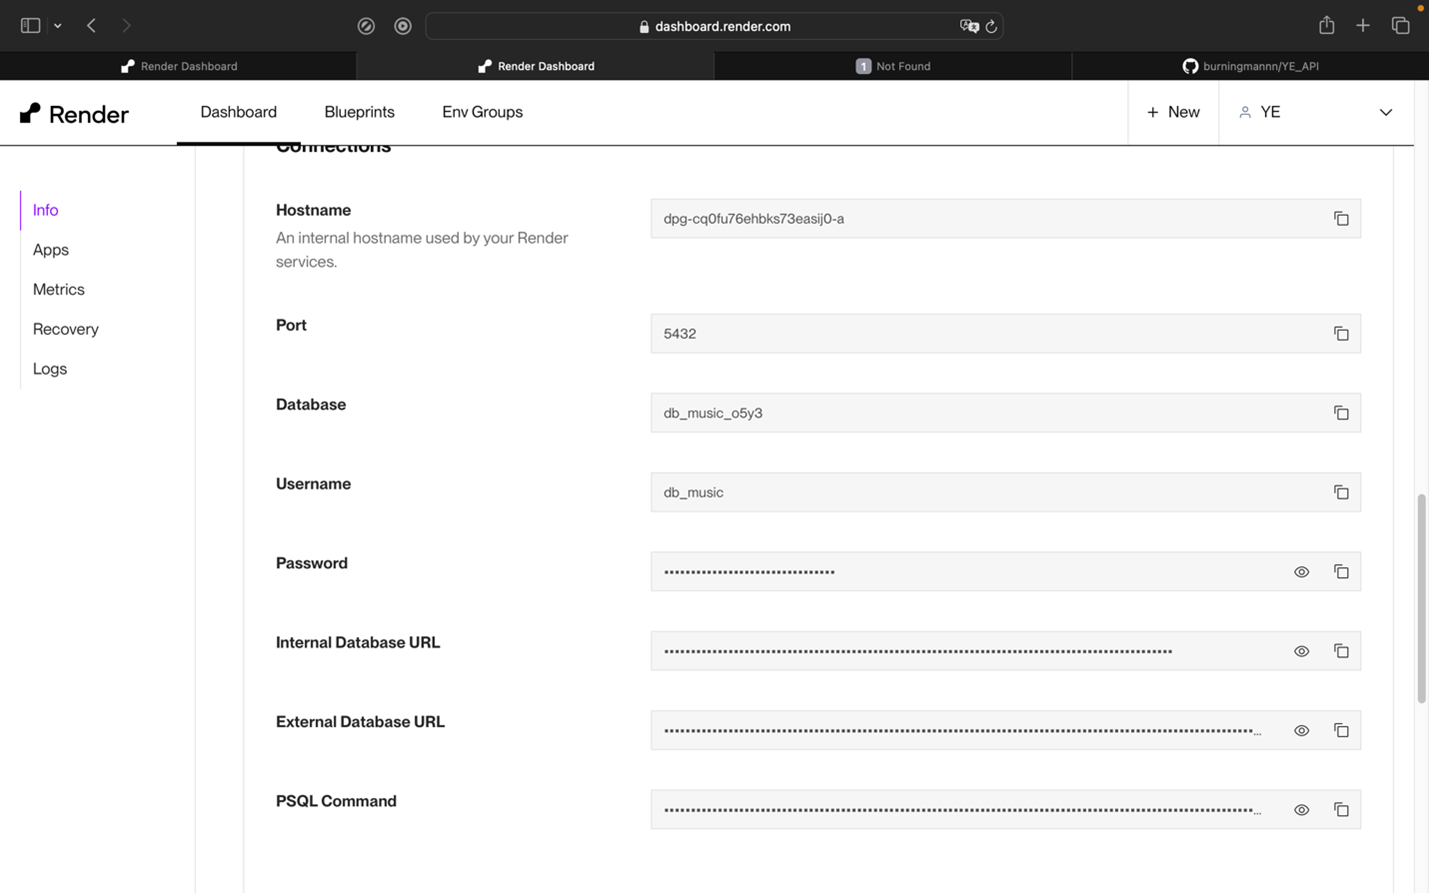 dashboard.render.com
Render Dashboard
Render Dashboard
1 Not Found
burningmannn/YE_API
Render
Dashboard
Blueprints
Env Groups
+ New
YE
Connections
Info
Apps
Metrics
Recovery
Logs
Hostname
An internal hostname used by your Render
services.
dpg-cq0fu76ehbks73easij0-a
Port
5432
Database
db_music_o5y3
Username
db_music
Password
Internal Database URL
External Database URL
PSQL Command